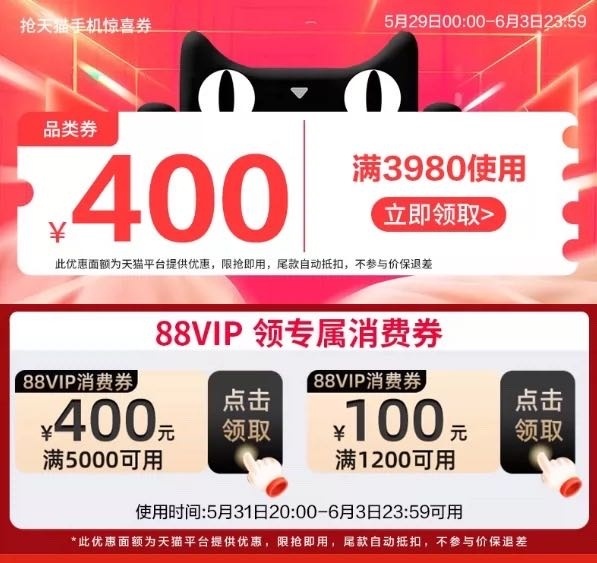 抢天猫手机惊喜券
5月29日00:00-6月3日23:59
品类券
¥400
满3980使用
立即领取>
此优惠面额为天猫平台提供优惠，限抢即用，尾款自动抵扣，不参与价保退差
88VIP 领专属消费券
88VIP消费券
¥400元
满5000可用
点击
领取
88VIP消费券
¥100元
满1200可用
点击
领取
使用时间:5月31日20:00-6月3日23:59可用
*此优惠面额为天猫平台提供优惠，限抢即用，尾款自动抵扣，不参与价保退差